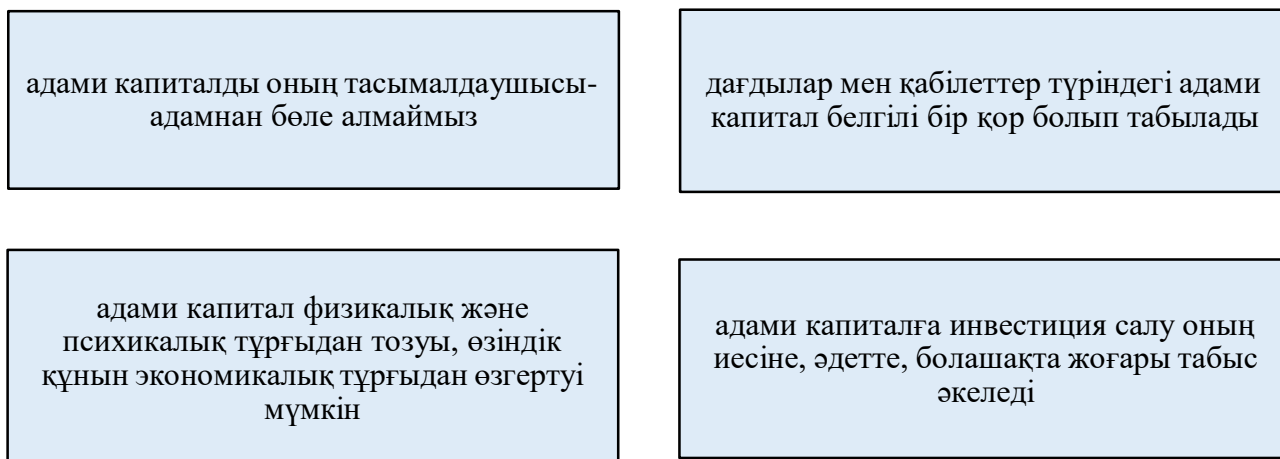 адами капиталды оның тасымалдаушысы-
адамнан бөле алмаймыз
дағдылар мен қабілеттер түріндегі адами
капитал белгілі бір қор болып табылады
адами капитал физикалық және
психикалық тұрғыдан тозуы, өзіндік
құнын экономикалық тұрғыдан өзгертуі
мүмкін
адами капиталға инвестиция салу оның
иесіне, әдетте, болашақта жоғары табыс
әкеледі